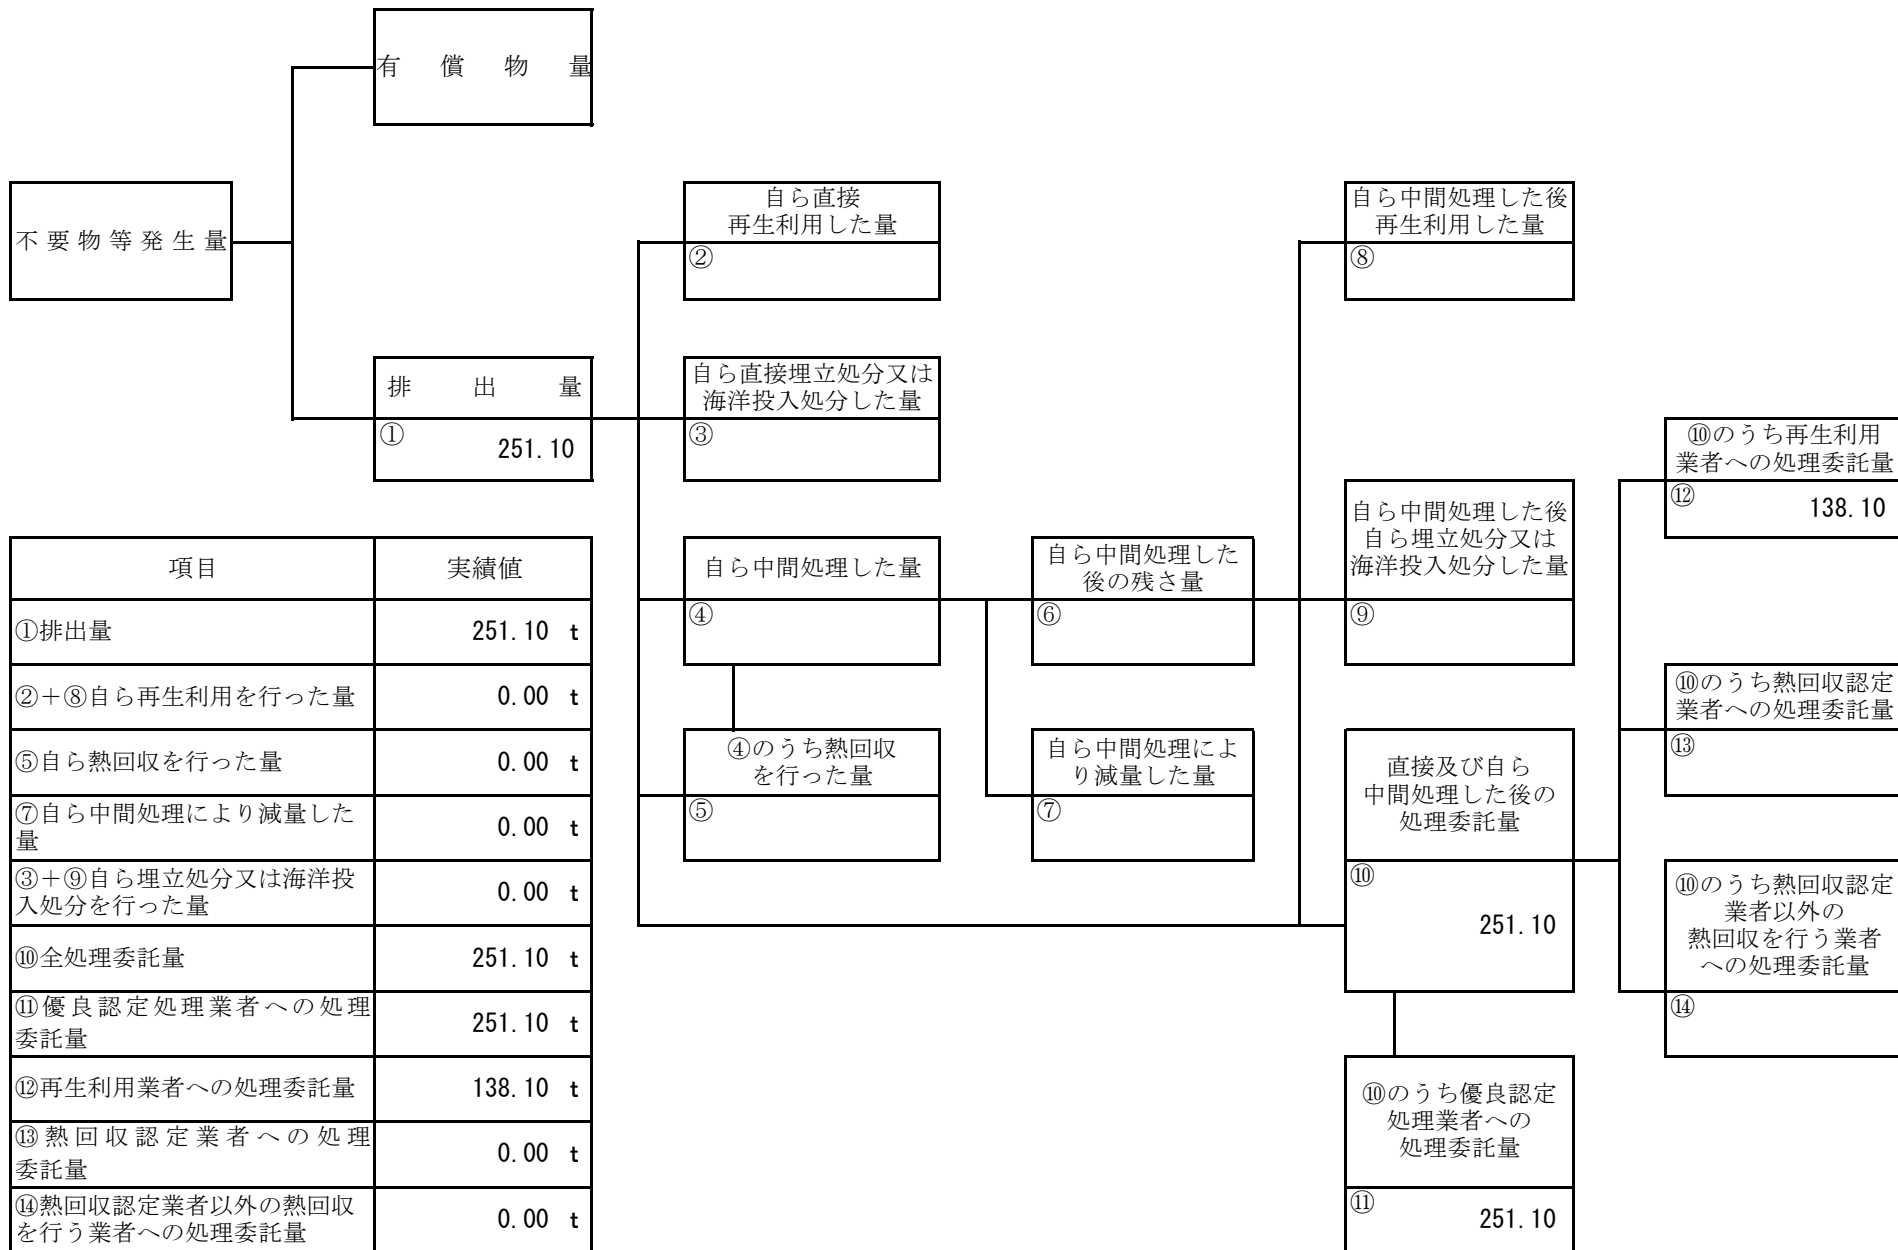 有償物量
不要物等発生量
自ら直接
再生利用した量
②
自ら中間処理した後
再生利用した量
⑧
排出量
①
251.10
自ら直接埋立処分又は
海洋投入処分した量
③
⑩のうち再生利用
業者への処理委託量
⑫
138.10
自ら中間処理した量
④
自ら中間処理した
後の残さ量
⑥
自ら中間処理した後
自ら埋立処分又は
海洋投入処分した量
⑨
⑩のうち熱回収認定
業者への処理委託量
⑬
④のうち熱回収
を行った量
⑤
自ら中間処理によ
り減量した量
⑦
直接及び自ら
中間処理した後の
処理委託量
⑩
251.10
⑩のうち熱回収認定
業者以外の
熱回収を行う業者
への処理委託量
⑭
⑩のうち優良認定
処理業者への
処理委託量
⑪
251.10
項目 実績値
①排出量 251.10 t
②+⑧自ら再生利用を行った量 0.00 t
⑤自ら熱回収を行った量 0.00 t
⑦自ら中間処理により減量した
量 0.00 t
③+⑨自ら埋立処分又は海洋投
入処分を行った量 0.00 t
⑩全処理委託量 251.10 t
⑪優良認定処理業者への処理
委託量 251.10 t
⑫再生利用業者への処理委託量 138.10 t
⑬熱回収認定業者への処理
委託量 0.00 t
⑭熱回収認定業者以外の熱回収
を行う業者への処理委託量 0.00 t